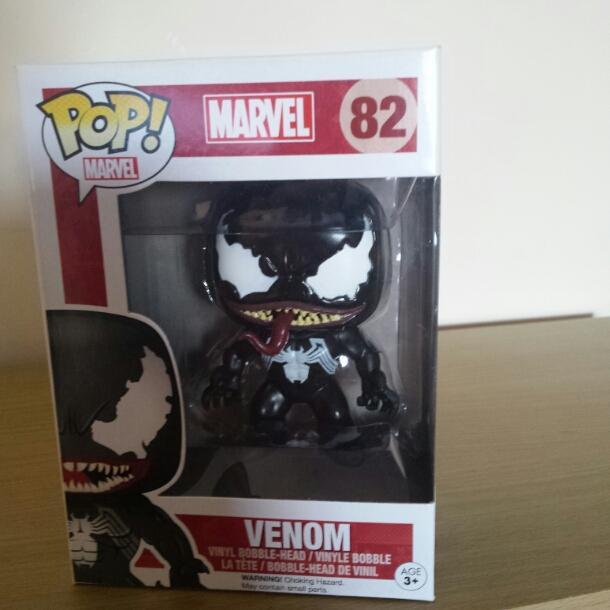 POP!
MARVEL
MARVEL
82
VENOM
VINYL BOBBLE-HEAD / VINYLE BOBBLE
LA TÊTE / BOBBLE-HEAD DE VINIL
WARNING! Choking Hazard.
May contain small parts.
AGE
3+